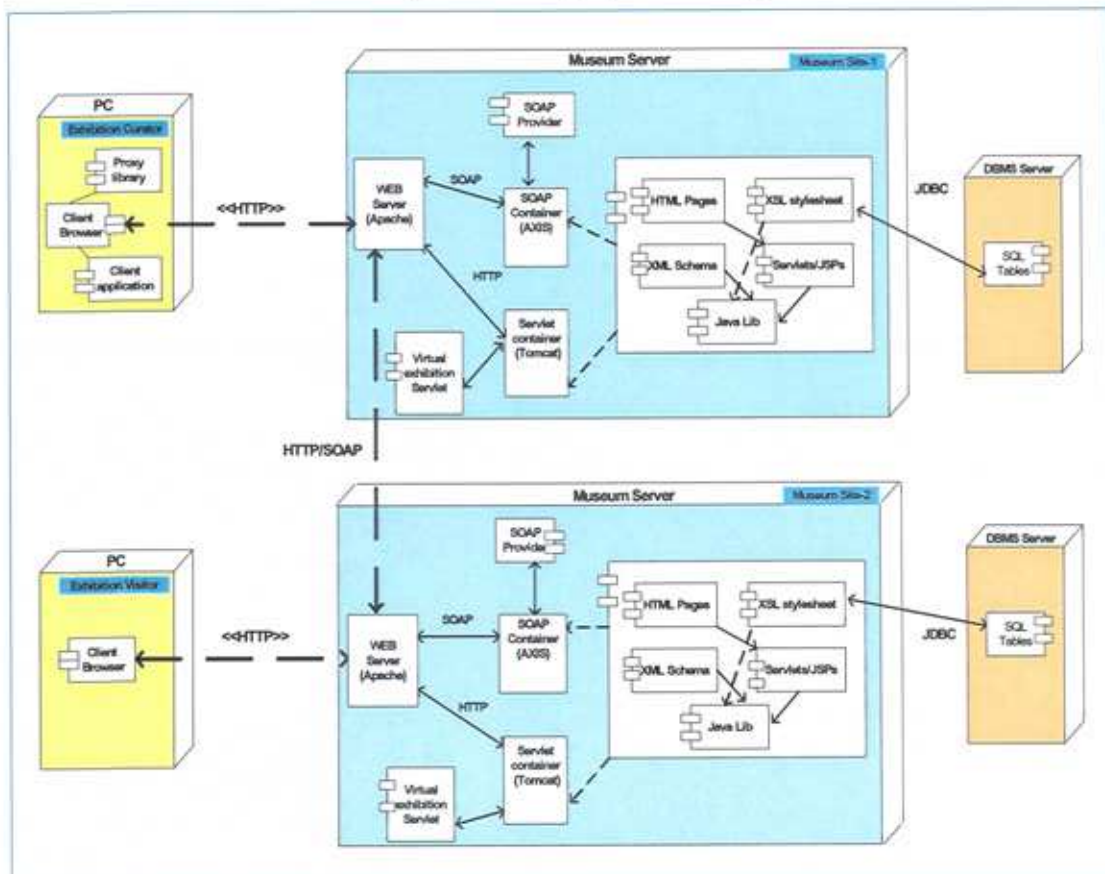 Museum Server
Museum Site-1
PC
Exhibition Curator
Proxy
library
Client
Browser
Client
application
<<HTTP>>
SOAP
Provider
WEB
Server
(Apache)
SOAP
SOAP
Container
(AXIS)
HTTP
Servlet
container
(Tomcat)
Virtual
exhibition
Servlet
HTML Pages
XSL stylesheet
XML Schema
Servlets/JSPs
Java Lib
JDBC
DBMS Server
SQL
Tables
HTTP/SOAP
Museum Server
Museum Site-2
PC
Exhibition Visitor
Client
Browser
<<HTTP>>
SOAP
Provider
WEB
Server
(Apache)
SOAP
SOAP
Container
(AXIS)
HTTP
Servlet
container
(Tomcat)
Virtual
exhibition
Servlet
HTML Pages
XSL stylesheet
XML Schema
Servlets/JSPs
Java Lib
JDBC
DBMS Server
SQL
Tables